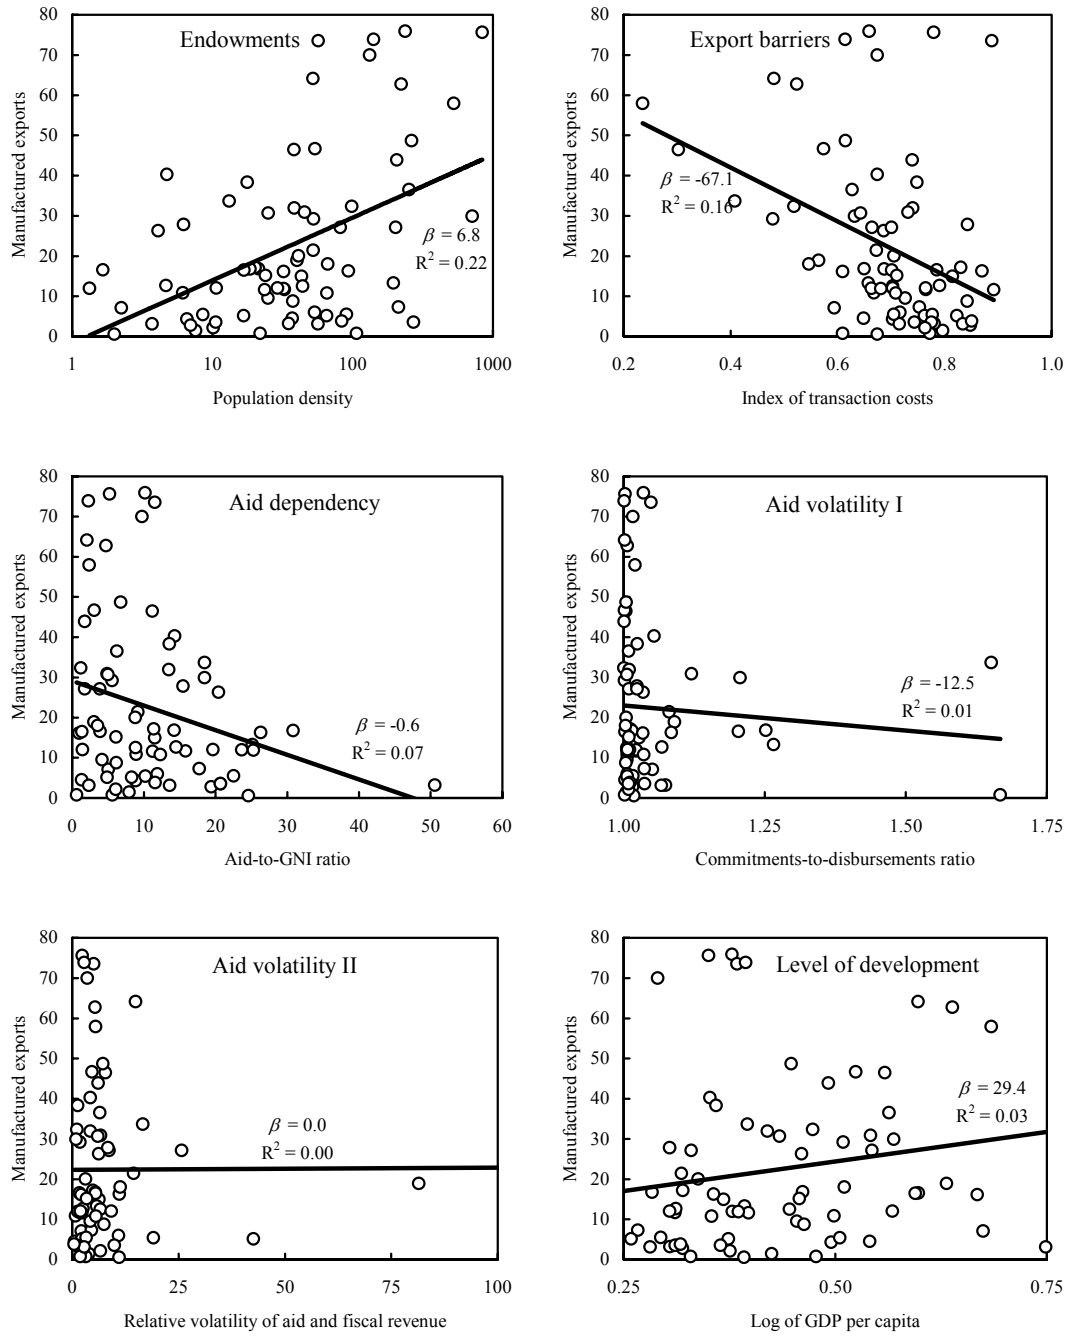 Endowments
Manufactured exports
80
70
60
50
40
30
20
10
0
β = 6.8
R² = 0.22
1 10 100 1000
Population density
Export barriers
Manufactured exports
80
70
60
50
40
30
20
10
0
β = -67.1
R² = 0.16
0.2 0.4 0.6 0.8 1.0
Index of transaction costs
Aid dependency
Manufactured exports
80
70
60
50
40
30
20
10
0
β = -0.6
R² = 0.07
0 10 20 30 40 50 60
Aid-to-GNI ratio
Aid volatility I
Manufactured exports
80
70
60
50
40
30
20
10
0
β = -12.5
R² = 0.01
1.00 1.25 1.50 1.75
Commitments-to-disbursements ratio
Aid volatility II
Manufactured exports
80
70
60
50
40
30
20
10
0
β = 0.0
R² = 0.00
0 25 50 75 100
Relative volatility of aid and fiscal revenue
Level of development
Manufactured exports
80
70
60
50
40
30
20
10
0
β = 29.4
R² = 0.03
0.25 0.50 0.75
Log of GDP per capita